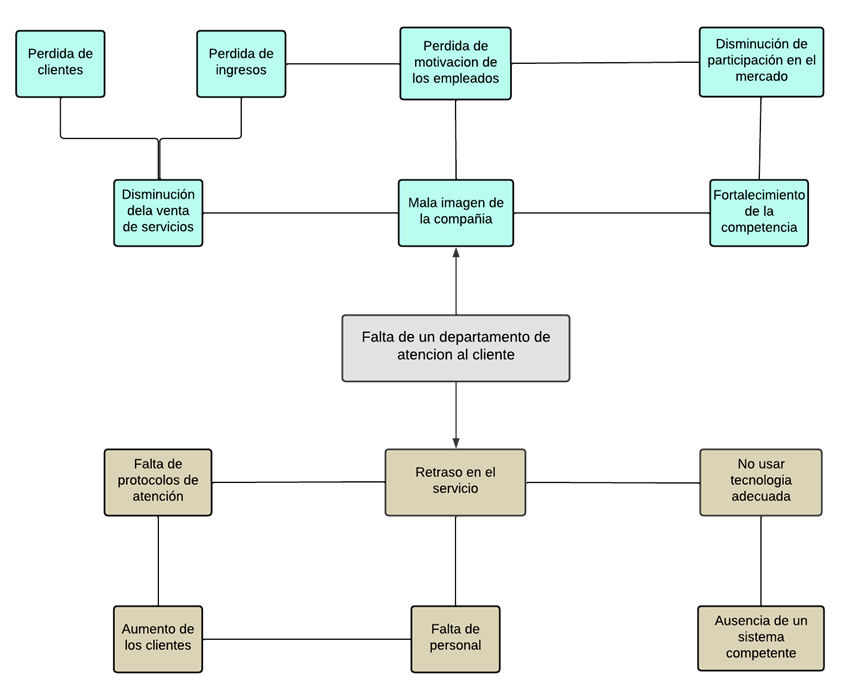 Perdida de
clientes
Perdida de
ingresos
Perdida de
motivacion de
los empleados
Disminución de
participación en el
mercado
Disminución
dela venta
de servicios
Mala imagen de
la compañia
Fortalecimiento
de la
competencia
Falta de un departamento de
atencion al cliente
Falta de
protocolos de
atención
Retraso en el
servicio
No usar
tecnologia
adecuada
Aumento de
los clientes
Falta de
personal
Ausencia de un
sistema
competente